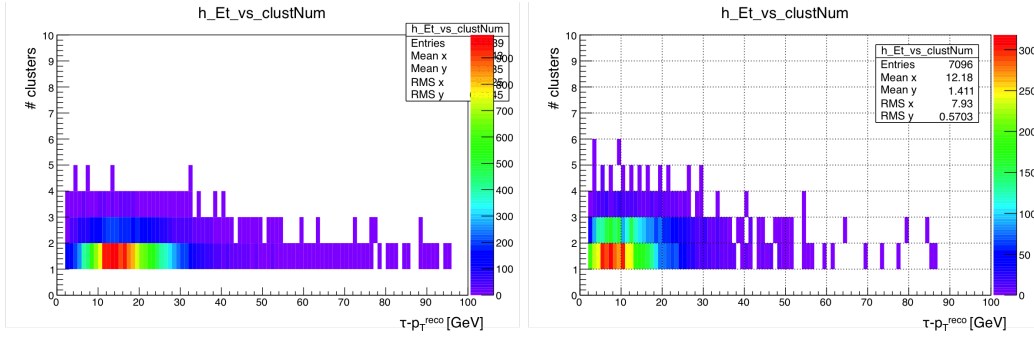 h_Et_vs_clustNum
h_Et_vs_clustNum
Entries
Mean x
Mean y
RMS x
RMS y
# clusters
10
9
8
7
6
5
4
3
2
1
0
0 10 20 30 40 50 60 70 80 90 100
τ-p_T^reco [GeV]
900
800
700
600
500
400
300
200
100
0
h_Et_vs_clustNum
h_Et_vs_clustNum
Entries 7096
Mean x 12.18
Mean y 1.411
RMS x 7.93
RMS y 0.5703
# clusters
10
9
8
7
6
5
4
3
2
1
0
0 10 20 30 40 50 60 70 80 90 100
τ-p_T^reco [GeV]
300
250
200
150
100
50
0